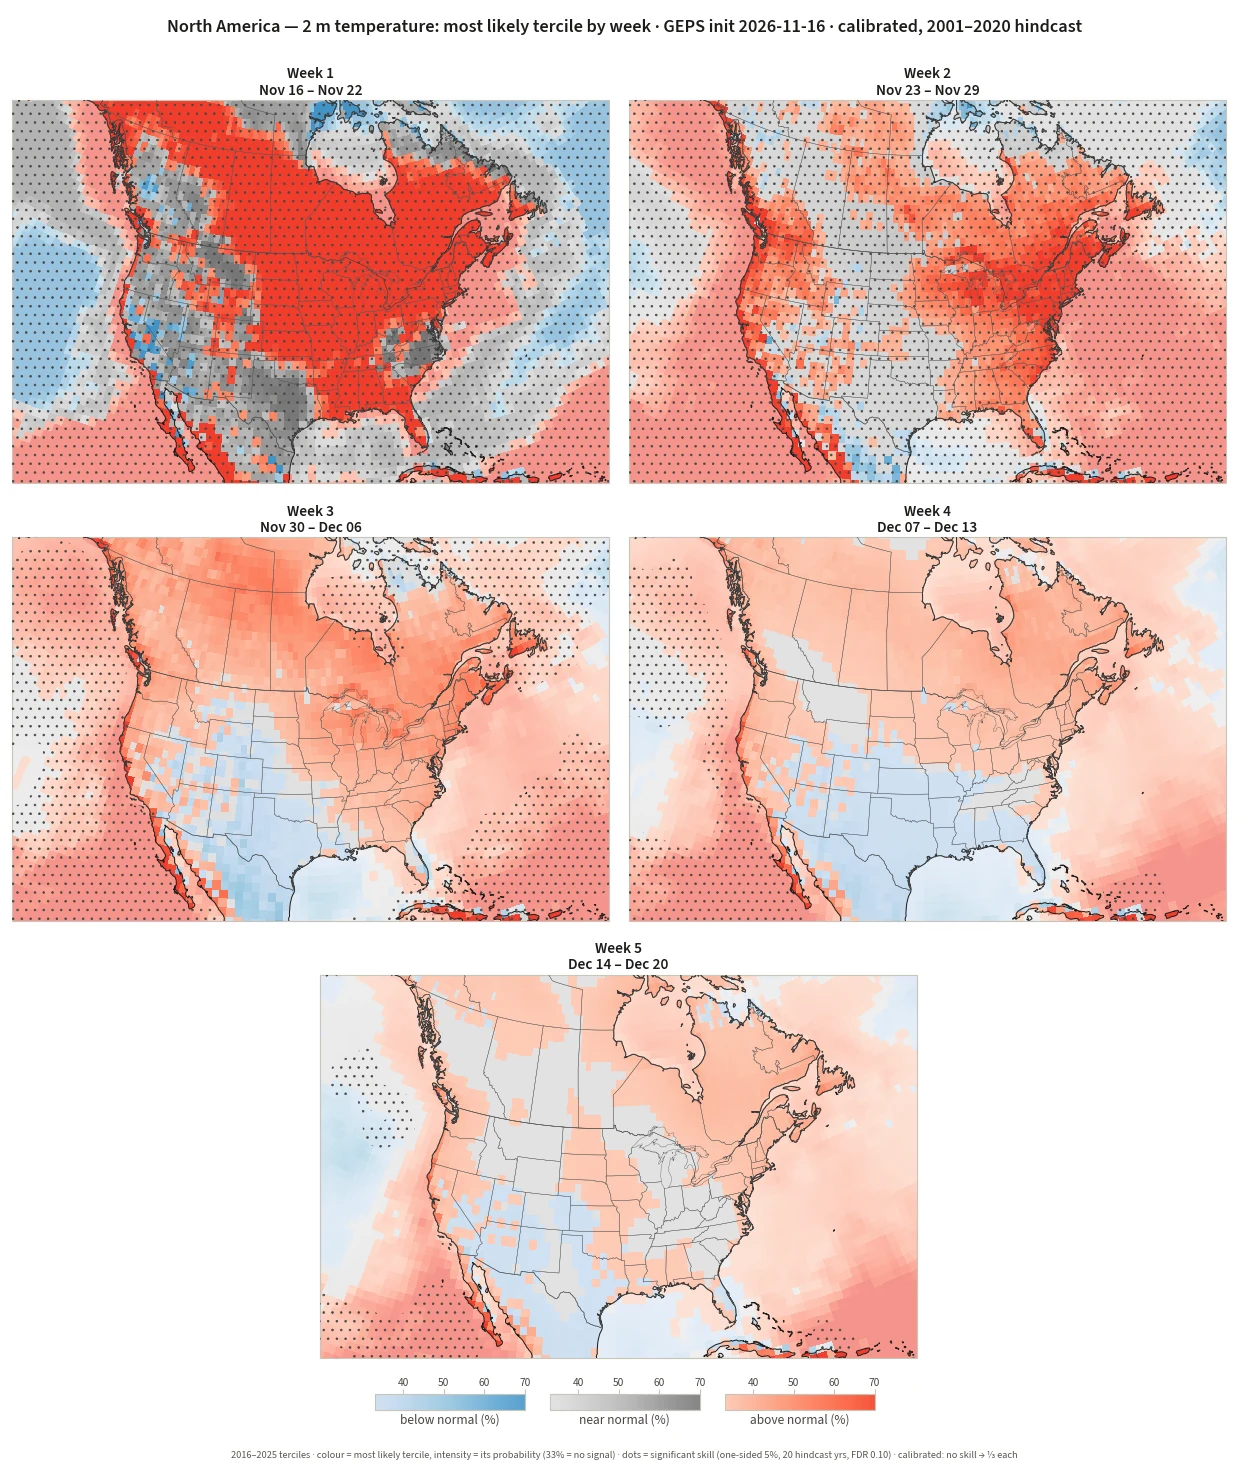 North America — 2 m temperature: most likely tercile by week · GEPS init 2026-11-16 · calibrated, 2001–2020 hindcast
Week 1
Nov 16 – Nov 22
Week 2
Nov 23 – Nov 29
Week 3
Nov 30 – Dec 06
Week 4
Dec 07 – Dec 13
Week 5
Dec 14 – Dec 20
40 50 60 70
below normal (%)
40 50 60 70
near normal (%)
40 50 60 70
above normal (%)
2016–2025 terciles · colour = most likely tercile, intensity = its probability (33% = no signal) · dots = significant skill (one-sided 5%, 20 hindcast yrs, FDR 0.10) · calibrated: no skill → ⅓ each